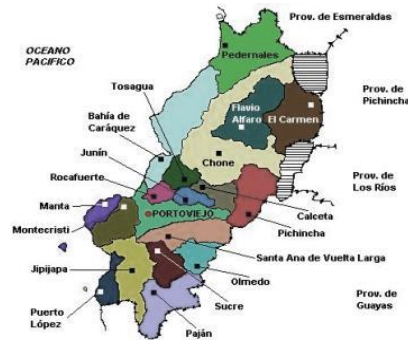 Prov. de Esmeraldas
OCEANO
PACIFICO
Pedernales
Tosagua
Prov. de
Pichincha
Flavio
Alfaro
El Carmen
Bahía de
Caráquez
Junín
Chone
Rocafuerte
Prov. de
Los Ríos
Manta
PORTOVIEJO
Calceta
Montecristi
Pichincha
Santa Ana de Vuelta Larga
Jipijapa
Olmedo
Prov. de
Guayas
Puerto
López
Sucre
Paján